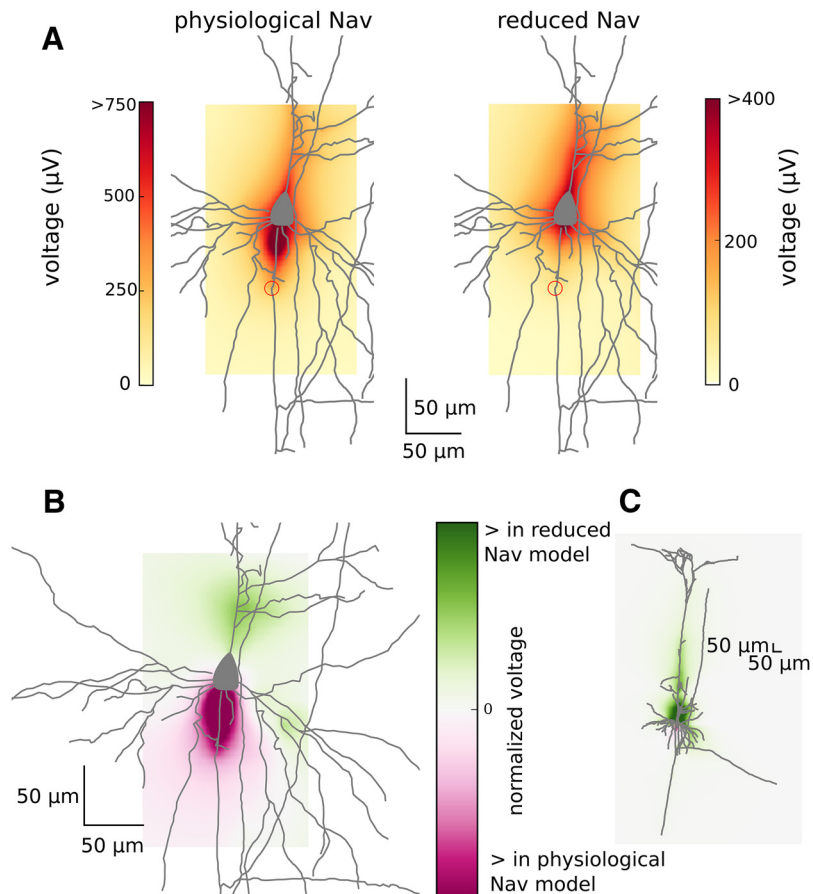 physiological Nav
reduced Nav
A
>750
500
250
0
voltage (µV)
>400
200
0
voltage (µV)
50 µm
50 µm
B
C
> in reduced
Nav model
0
normalized voltage
> in physiological
Nav model
50 µm
50 µm
50 µm
50 µm